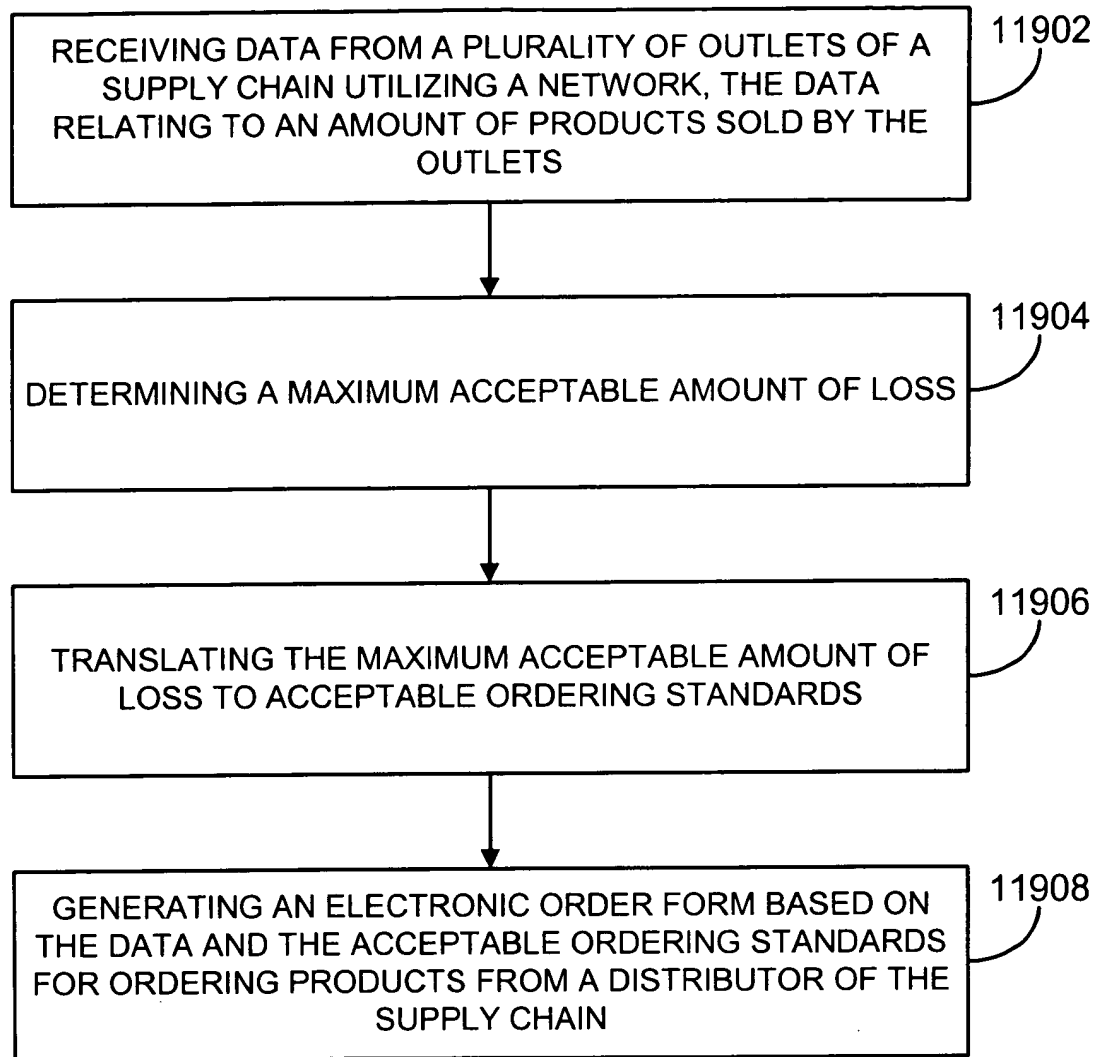 RECEIVING DATA FROM A PLURALITY OF OUTLETS OF A
SUPPLY CHAIN UTILIZING A NETWORK, THE DATA
RELATING TO AN AMOUNT OF PRODUCTS SOLD BY THE
OUTLETS
11902
DETERMINING A MAXIMUM ACCEPTABLE AMOUNT OF LOSS
11904
TRANSLATING THE MAXIMUM ACCEPTABLE AMOUNT OF
LOSS TO ACCEPTABLE ORDERING STANDARDS
11906
GENERATING AN ELECTRONIC ORDER FORM BASED ON
THE DATA AND THE ACCEPTABLE ORDERING STANDARDS
FOR ORDERING PRODUCTS FROM A DISTRIBUTOR OF THE
SUPPLY CHAIN
11908